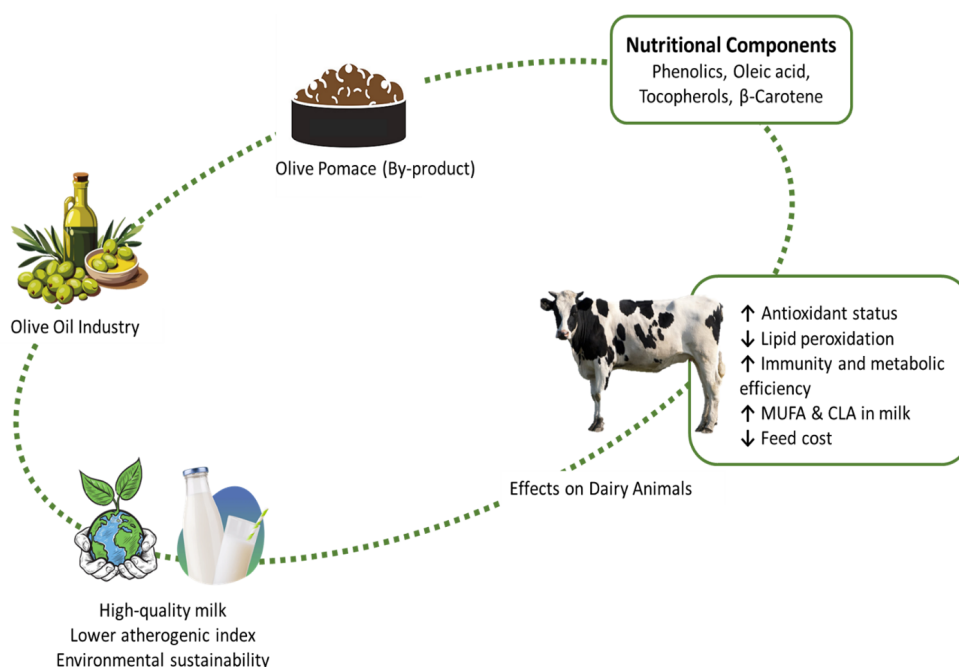 Nutritional Components
Phenolics, Oleic acid,
Tocopherols, β-Carotene
Olive Pomace (By-product)
Olive Oil Industry
↑ Antioxidant status
↓ Lipid peroxidation
↑ Immunity and metabolic
efficiency
↑ MUFA & CLA in milk
↓ Feed cost
Effects on Dairy Animals
High-quality milk
Lower atherogenic index
Environmental sustainability